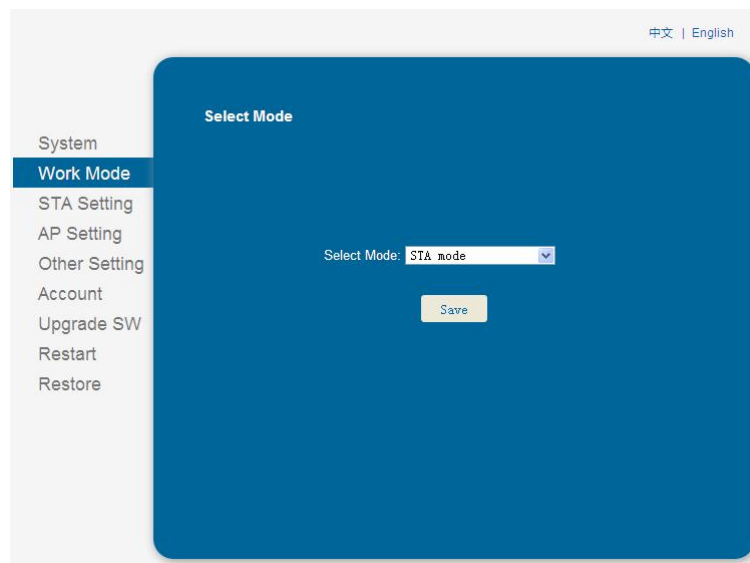 中文 | English
Select Mode
System
Work Mode
STA Setting
AP Setting
Other Setting
Account
Upgrade SW
Restart
Restore
Select Mode: STA mode
Save